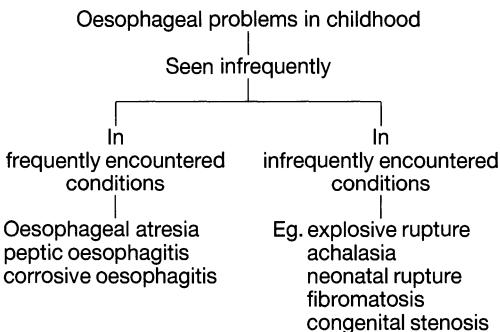 Oesophageal problems in childhood
Seen infrequently
In
frequently encountered
conditions
In
infrequently encountered
conditions
Oesophageal atresia
peptic oesophagitis
corrosive oesophagitis
Eg. explosive rupture
achalasia
neonatal rupture
fibromatosis
congenital stenosis